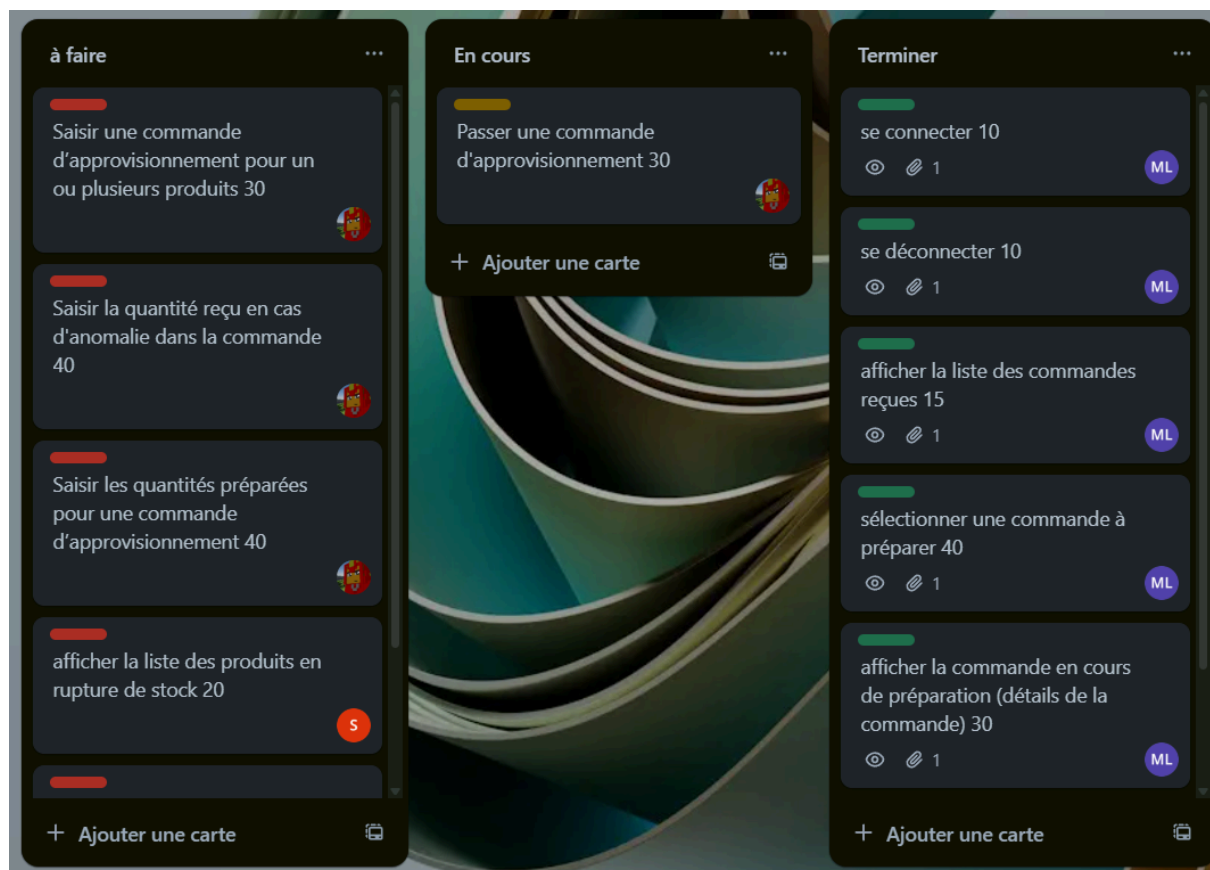 à faire
Saisir une commande
d'approvisionnement pour un
ou plusieurs produits 30
Saisir la quantité reçu en cas
d'anomalie dans la commande
40
Saisir les quantités préparées
pour une commande
d'approvisionnement 40
afficher la liste des produits en
rupture de stock 20
S
+ Ajouter une carte
En cours
Passer une commande
d'approvisionnement 30
+ Ajouter une carte
Terminer
se connecter 10
1 ML
se déconnecter 10
1 ML
afficher la liste des commandes
reçues 15
1 ML
sélectionner une commande à
préparer 40
1 ML
afficher la commande en cours
de préparation (détails de la
commande) 30
1 ML
+ Ajouter une carte